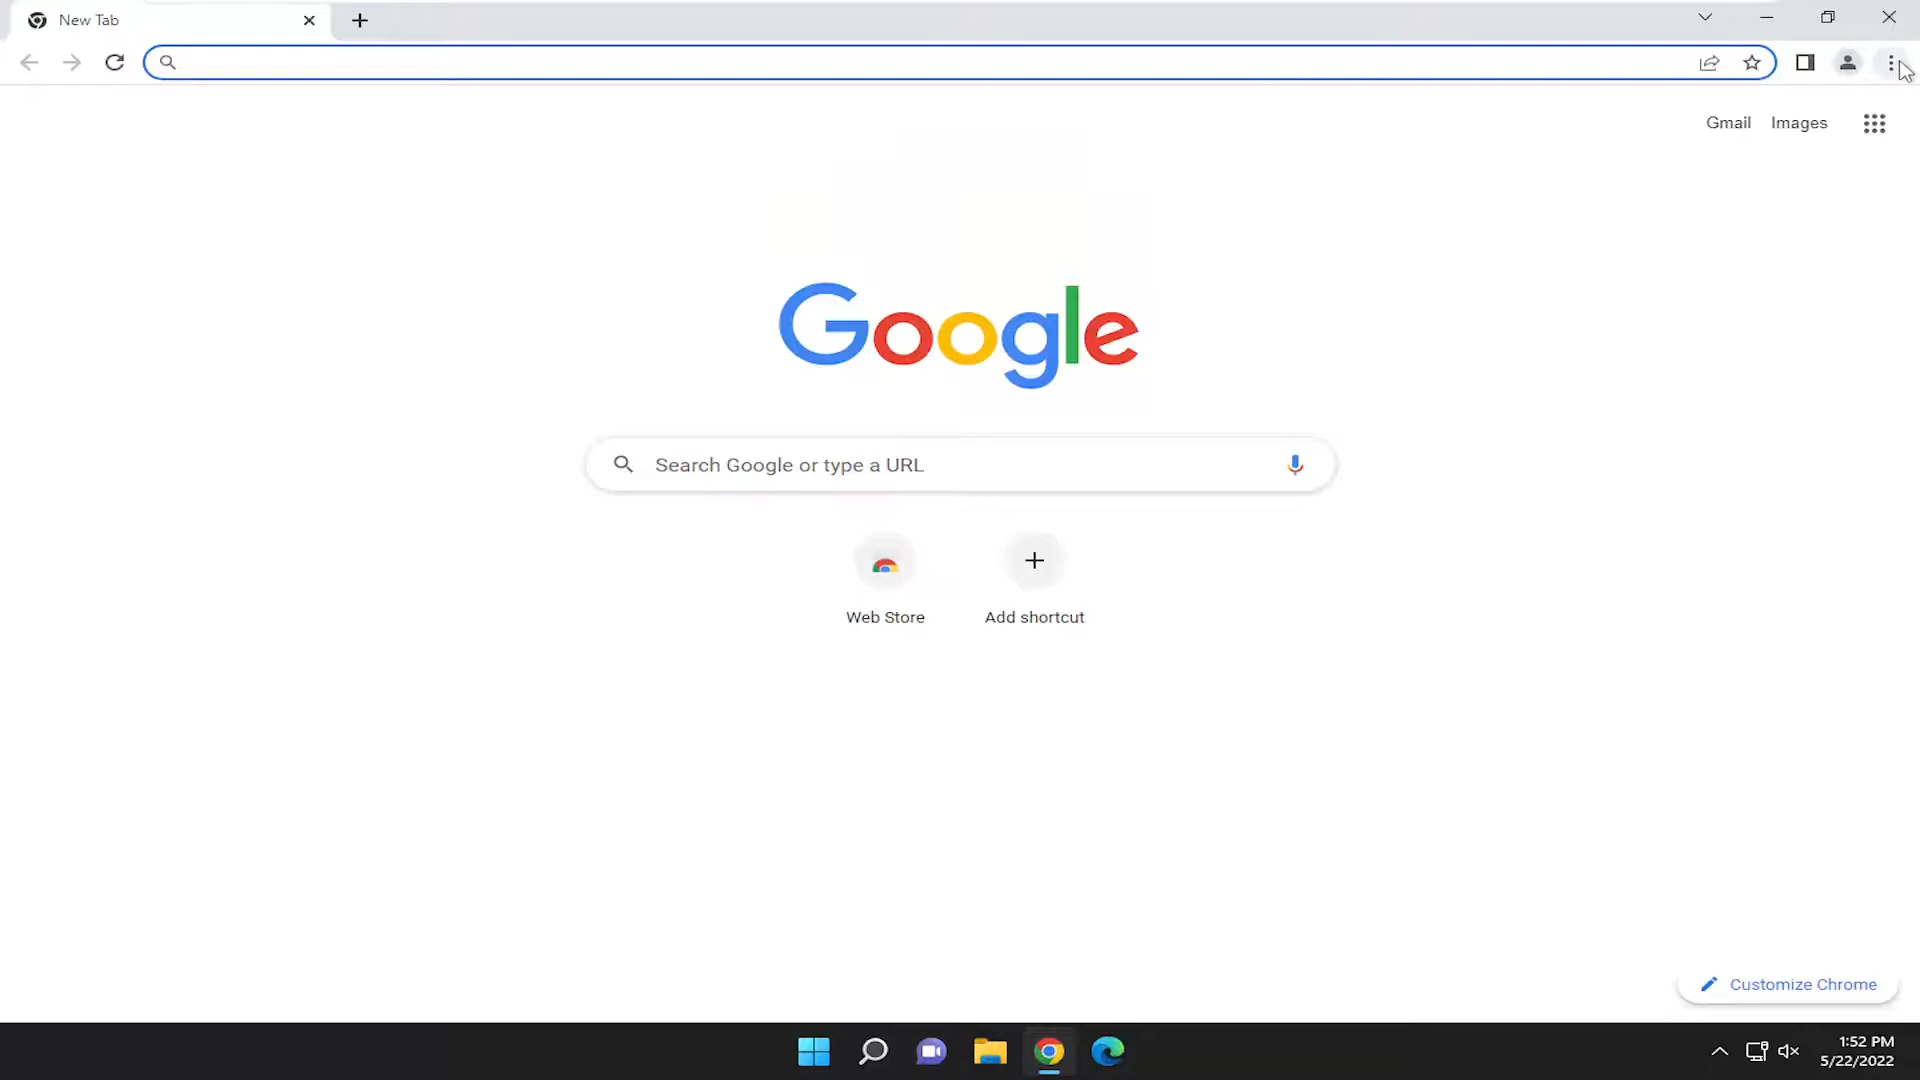 New Tab
Gmail Images
Google
Search Google or type a URL
Web Store
Add shortcut
Customize Chrome
1:52 PM
5/22/2022